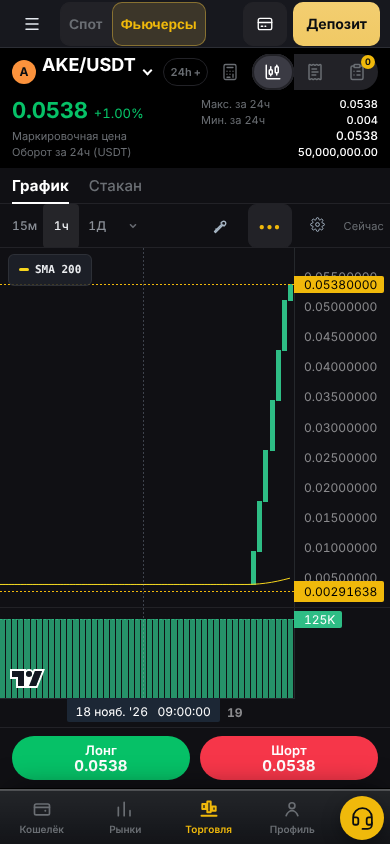 Спот
Фьючерсы
Депозит
A
AKE/USDT
24h +
0
0.0538 +1.00%
Макс. за 24ч 0.0538
Мин. за 24ч 0.004
Маркировочная цена 0.0538
Оборот за 24ч (USDT) 50,000,000.00
График
Стакан
15м
1ч
1Д
Сейчас
SMA 200
0.05500000
0.05380000
0.05000000
0.04500000
0.04000000
0.03500000
0.03000000
0.02500000
0.02000000
0.01500000
0.01000000
0.00500000
0.00291638
125K
18 нояб. '26 09:00:00
19
Лонг
0.0538
Шорт
0.0538
Кошелёк
Рынки
Торговля
Профиль